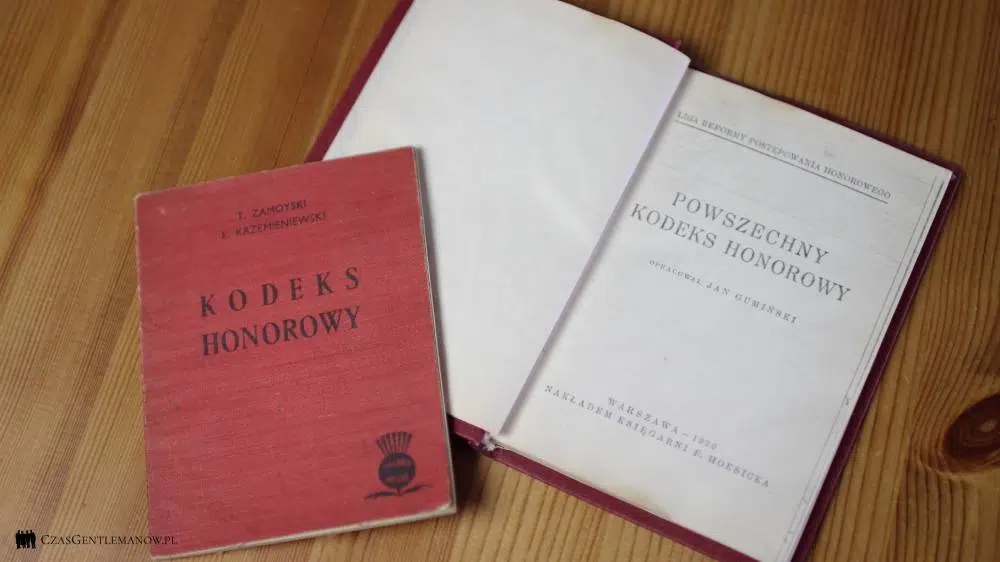 T. ZAMOYSKI
E. KRZEMIENIEWSKI
KODEKS
HONOROWY
LIGA REFORMY POSTĘPOWANIA HONOROWEGO
POWSZECHNY
KODEKS HONOROWY
OPRACOWAŁ JAN GUMIŃSKI
WARSZAWA —
NAKŁADEM KSIĘGARNI F. HOESICKA
CZASGENTLEMANOW.PL